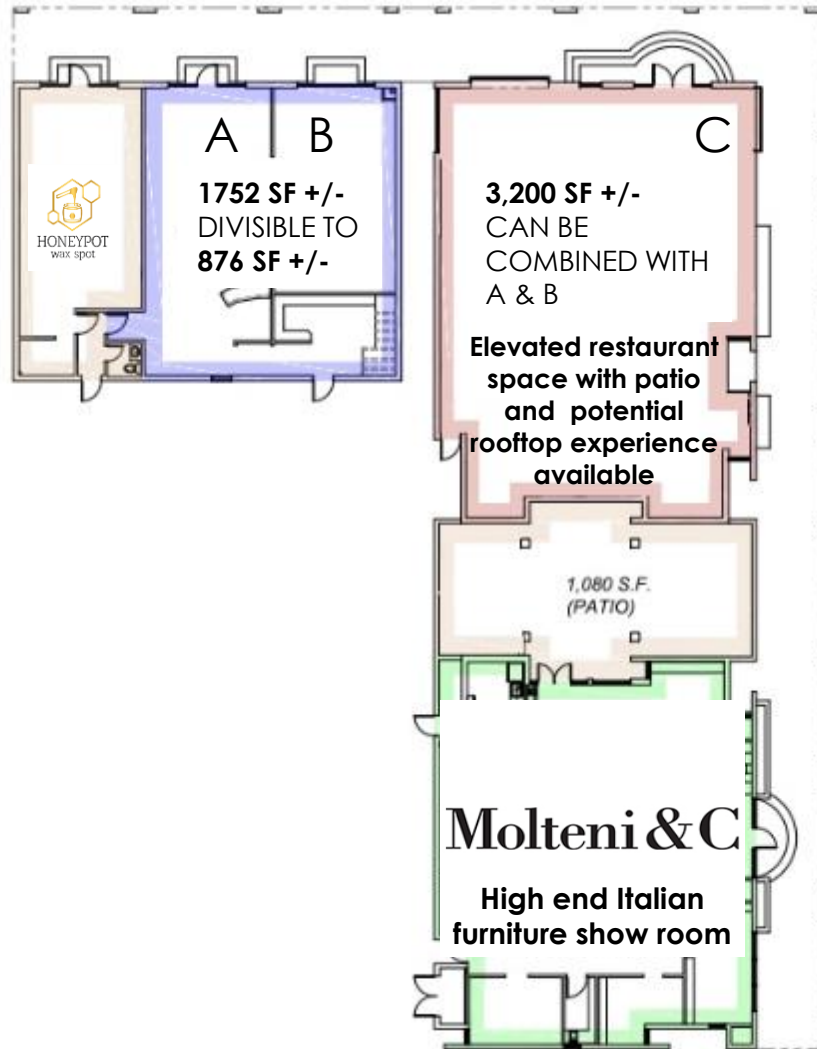 A
B
1752 SF +/-
DIVISIBLE TO
876 SF +/-
HONEYPOT
wax spot
C
3,200 SF +/-
CAN BE
COMBINED WITH
A & B
Elevated restaurant
space with patio
and potential
rooftop experience
available
1,080 S.F.
(PATIO)
Molteni & C
High end Italian
furniture show room